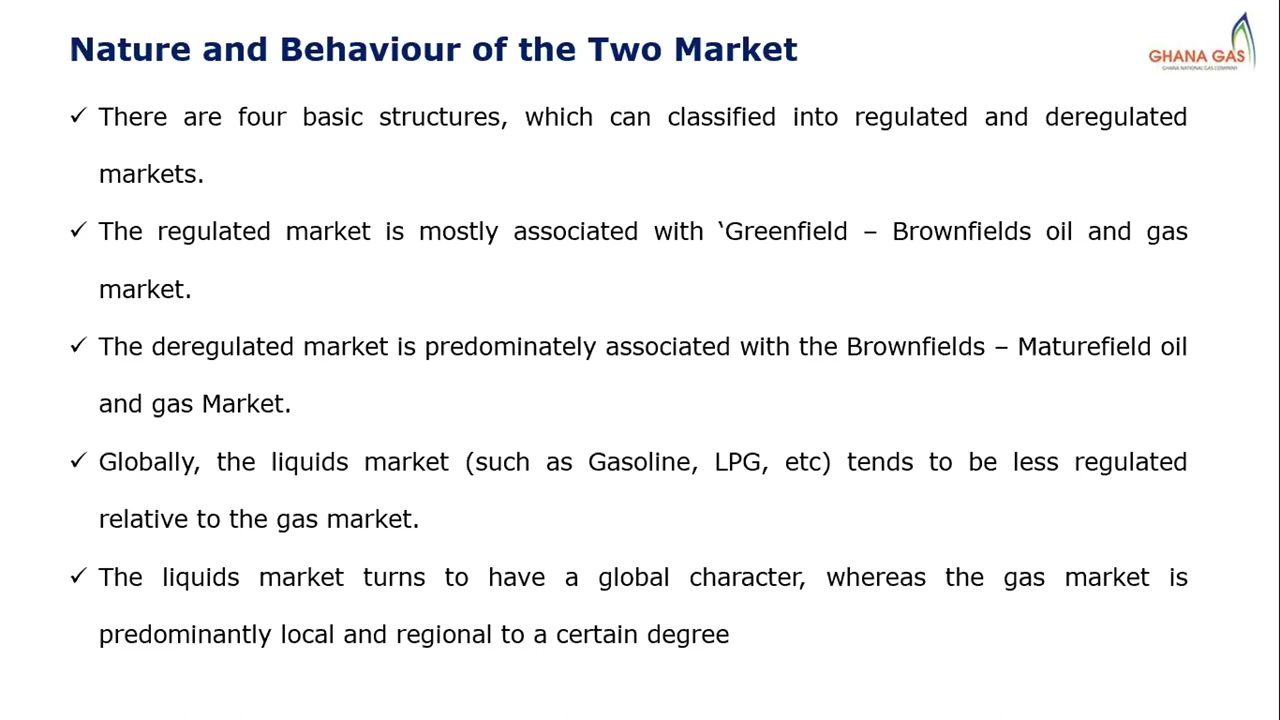 Nature and Behaviour of the Two Market
GHANA GAS
GHANA NATIONAL GAS COMPANY
✓ There are four basic structures, which can classified into regulated and deregulated
markets.
✓ The regulated market is mostly associated with ‘Greenfield – Brownfields oil and gas
market.
✓ The deregulated market is predominately associated with the Brownfields – Maturefield oil
and gas Market.
✓ Globally, the liquids market (such as Gasoline, LPG, etc) tends to be less regulated
relative to the gas market.
✓ The liquids market turns to have a global character, whereas the gas market is
predominantly local and regional to a certain degree